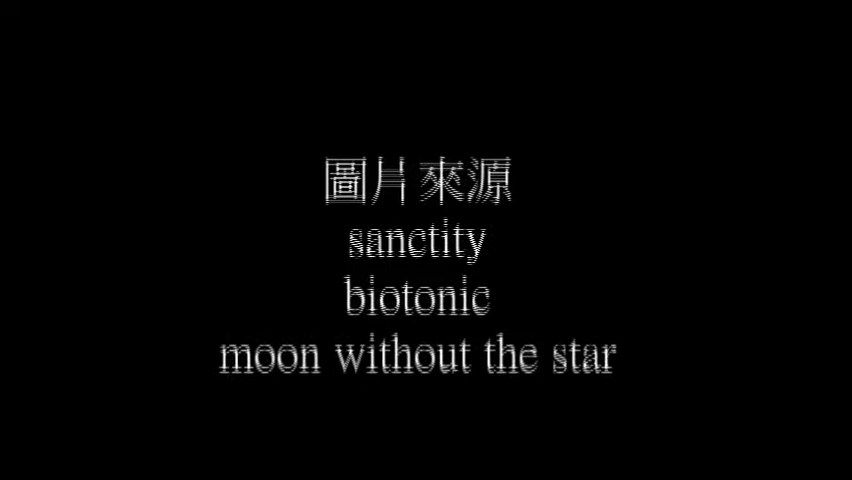 圖片來源
sanctity
biotonic
moon without the star